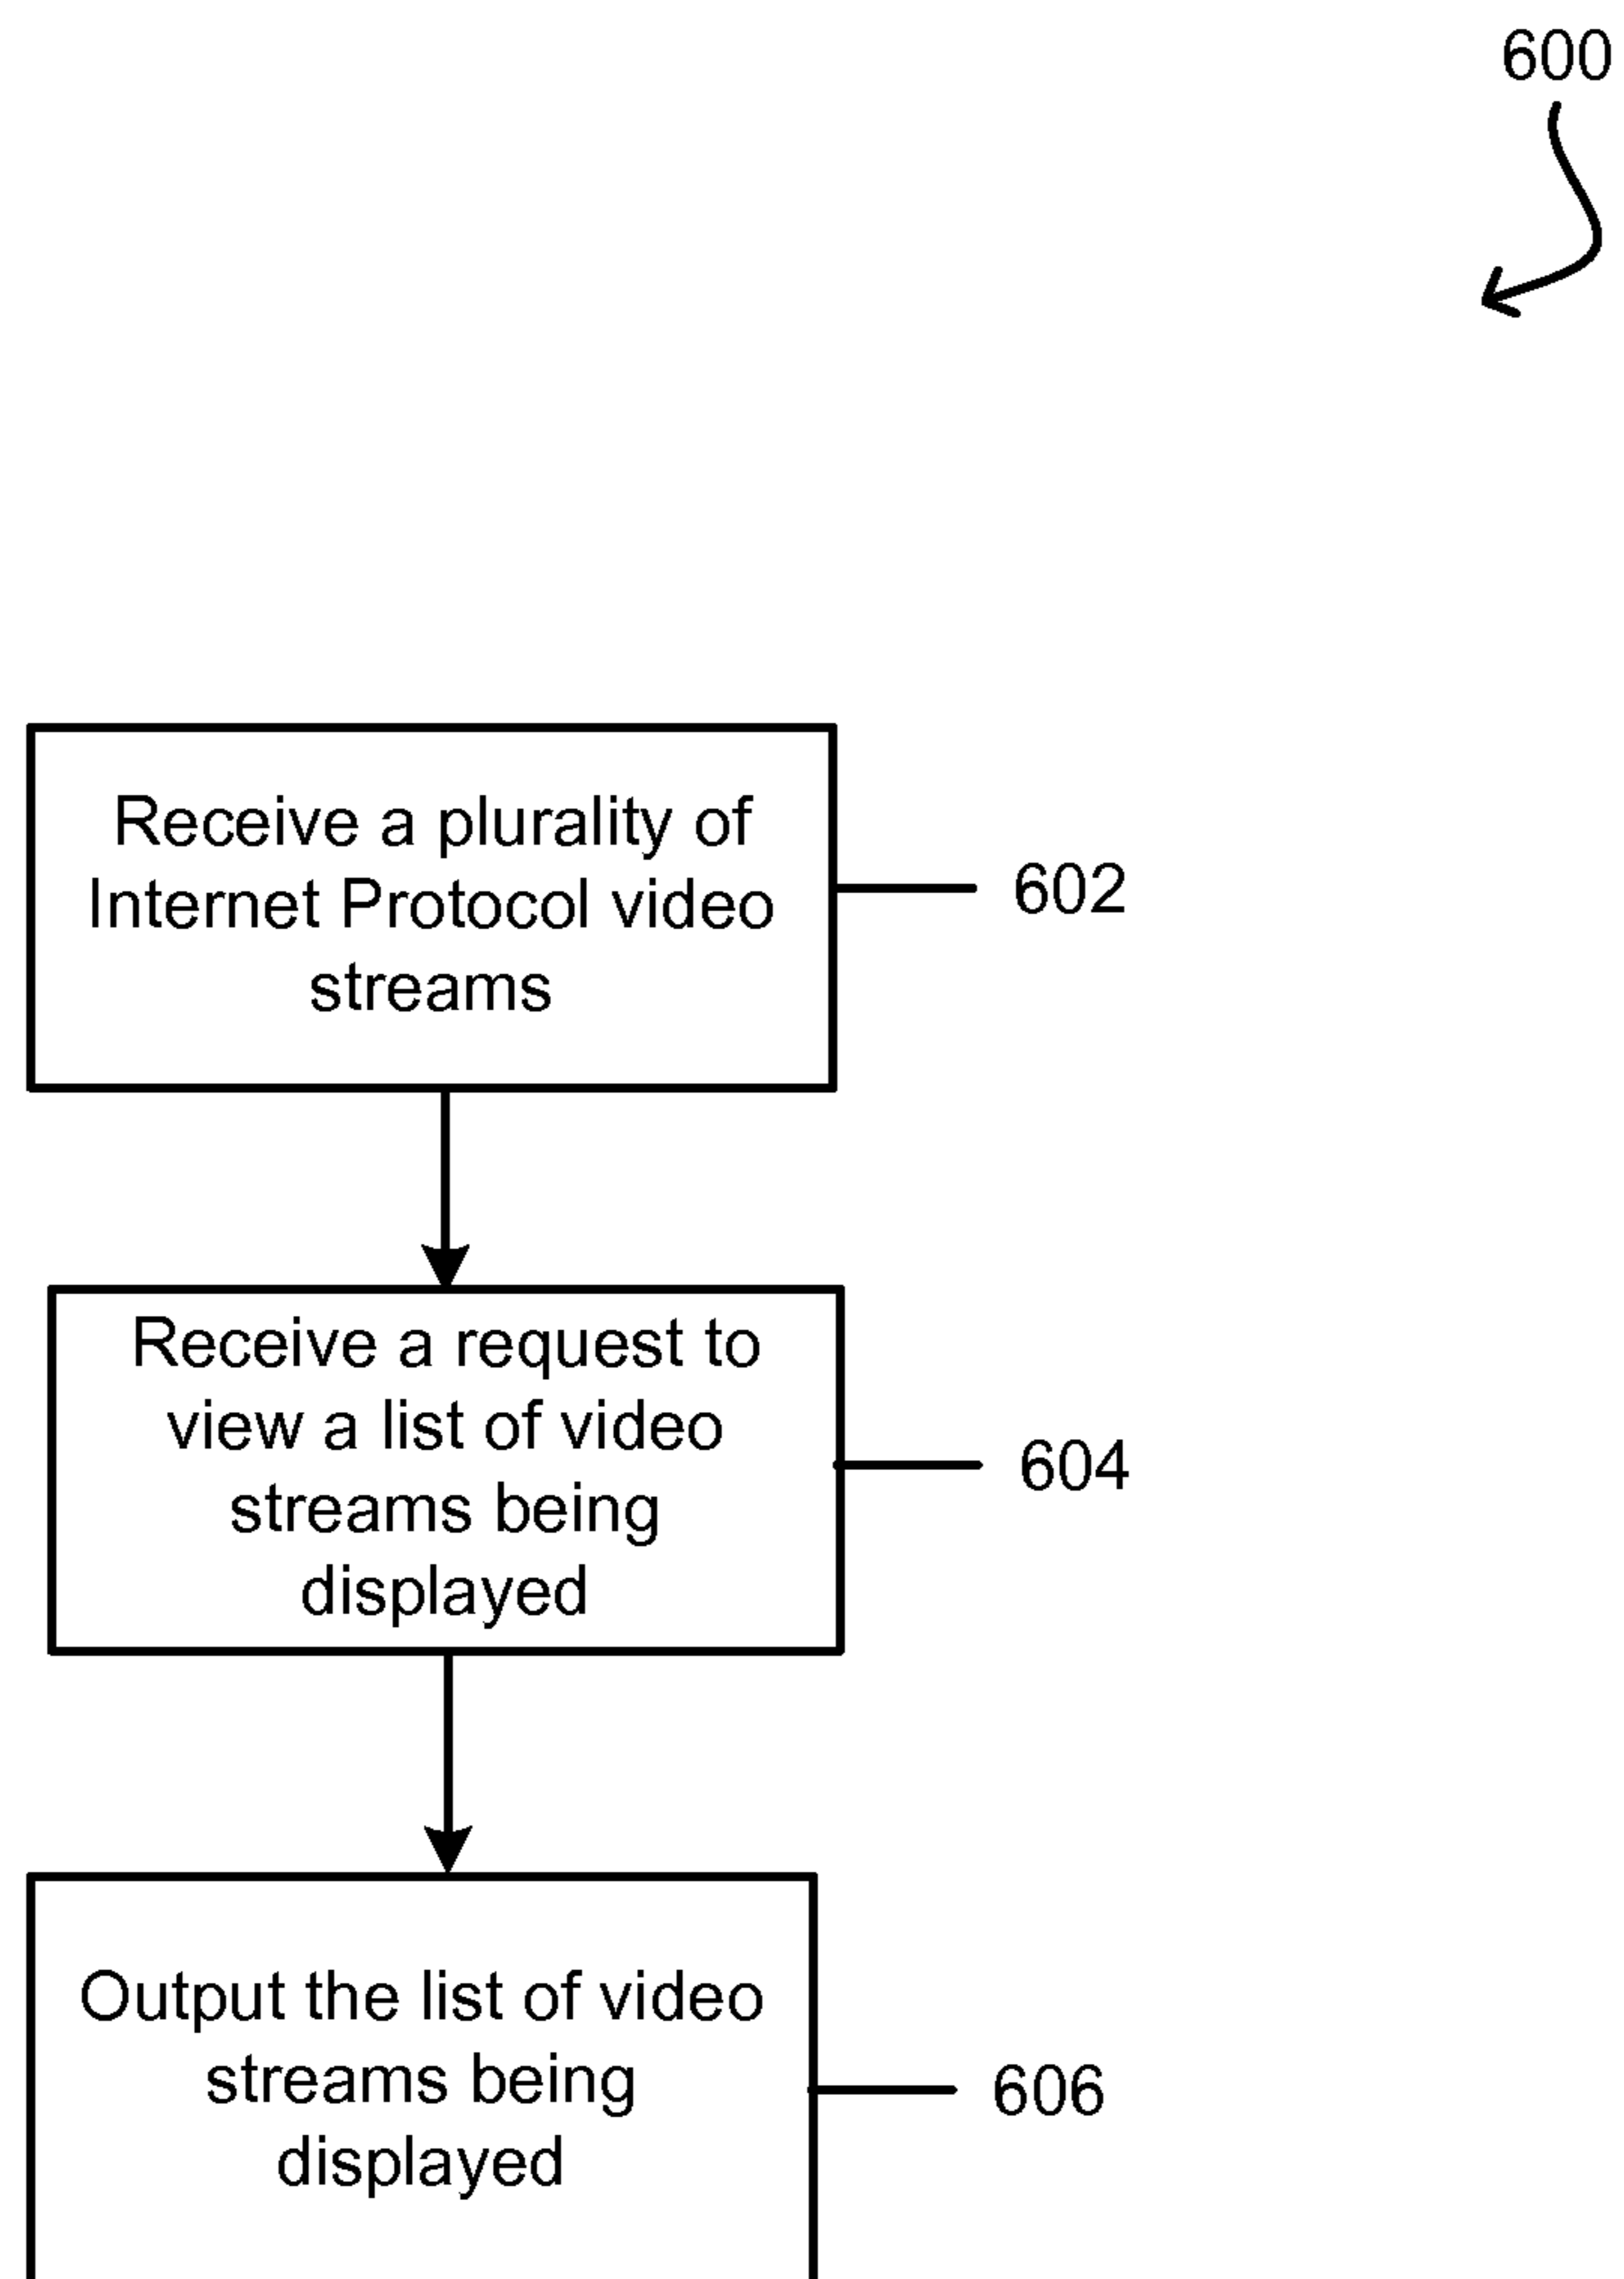 600
Receive a plurality of
Internet Protocol video
streams
602
Receive a request to
view a list of video
streams being
displayed
604
Output the list of video
streams being
displayed
606